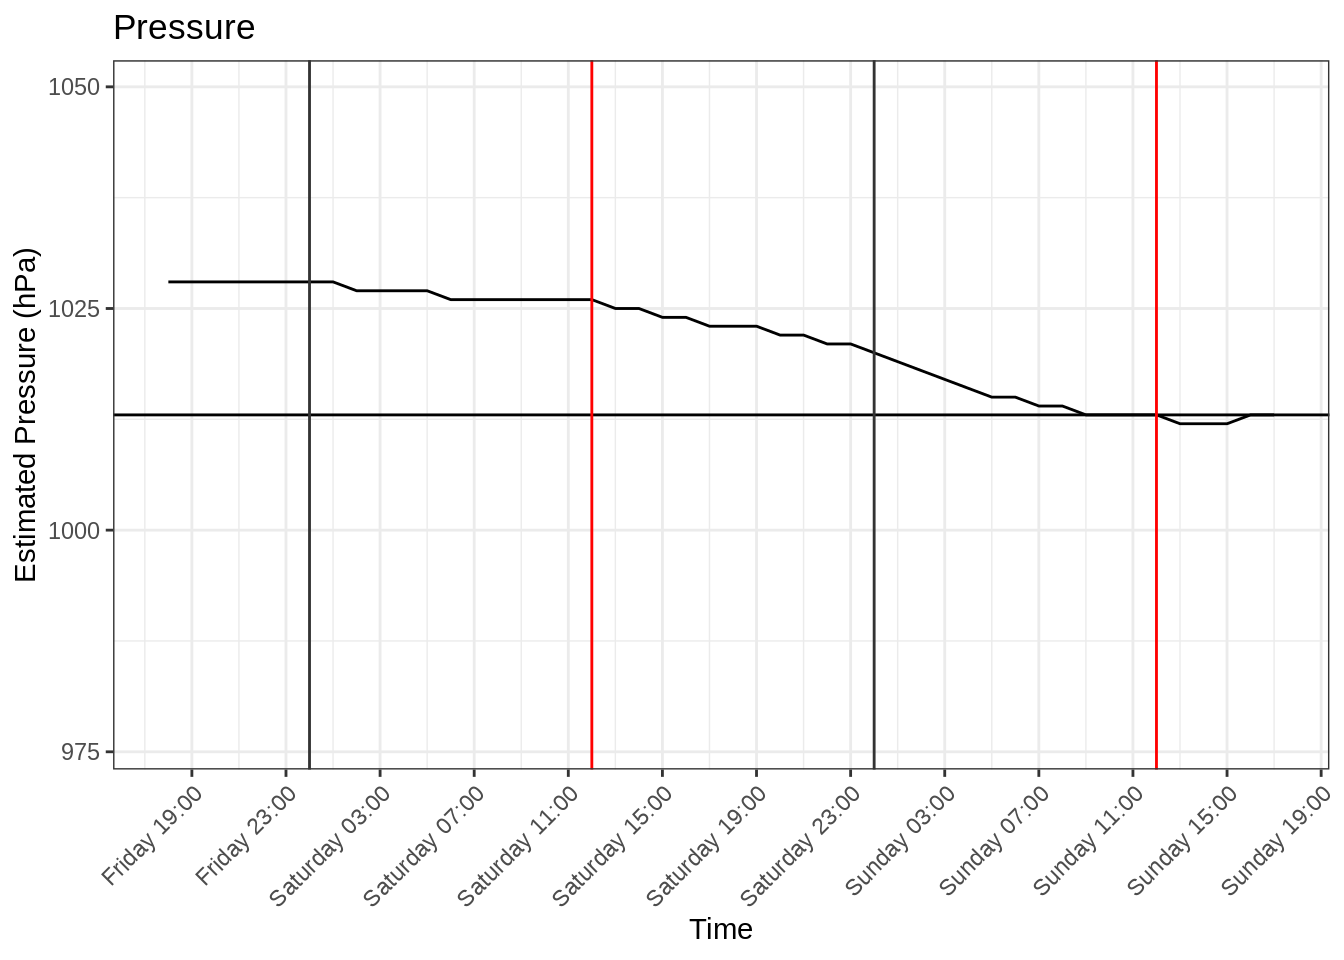 Pressure
Estimated Pressure (hPa)
1050
1025
1000
975
Friday 19:00
Friday 23:00
Saturday 03:00
Saturday 07:00
Saturday 11:00
Saturday 15:00
Saturday 19:00
Saturday 23:00
Sunday 03:00
Sunday 07:00
Sunday 11:00
Sunday 15:00
Sunday 19:00
Time